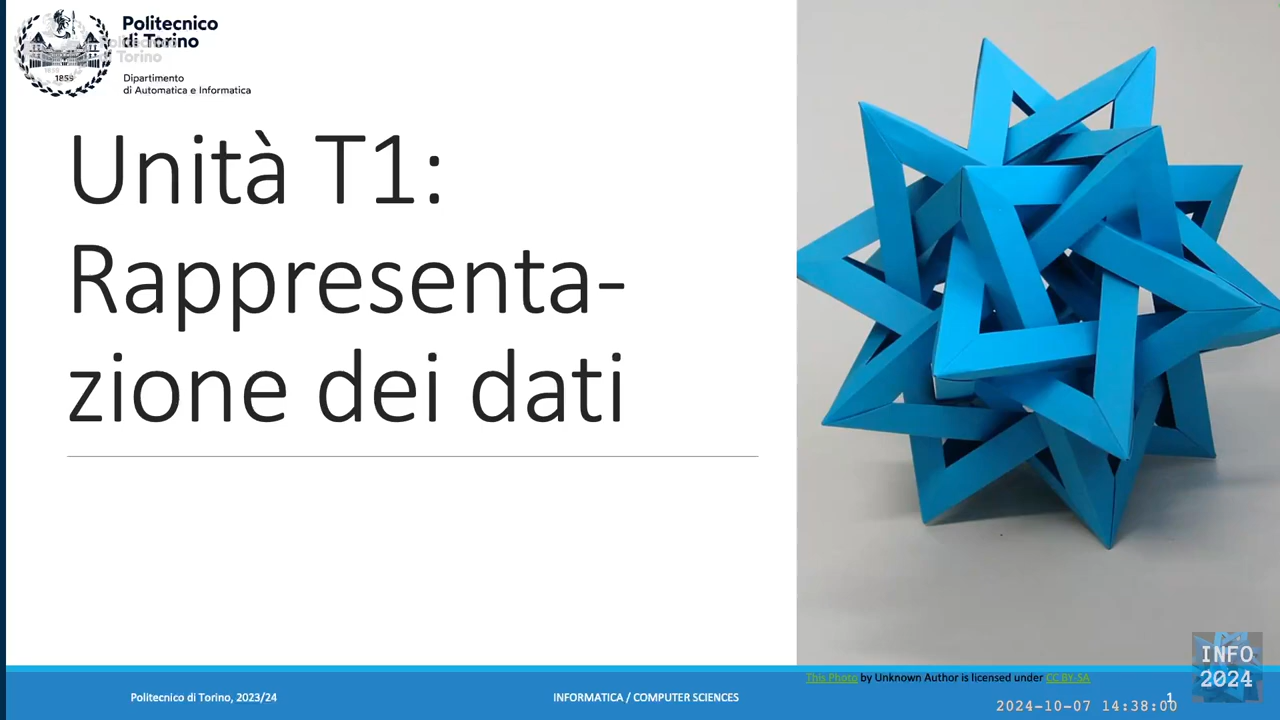 Politecnico
di Torino
Dipartimento
di Automatica e Informatica
1859
Unità T1:
Rappresenta-
zione dei dati
This Photo by Unknown Author is licensed under CC BY-SA
Politecnico di Torino, 2023/24
INFORMATICA / COMPUTER SCIENCES
1
INFO
2024
2024-10-07 14:38:00